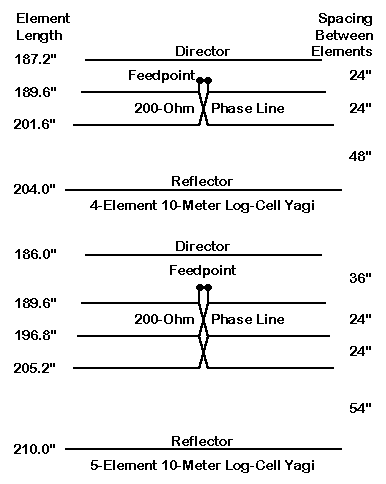 Element Length
Spacing Between Elements
187.2"
Director
Feedpoint
24"
189.6"
200-Ohm Phase Line
24"
201.6"
48"
204.0"
Reflector
4-Element 10-Meter Log-Cell Yagi
186.0"
Director
Feedpoint
36"
189.6"
200-Ohm Phase Line
24"
196.8"
24"
205.2"
54"
210.0"
Reflector
5-Element 10-Meter Log-Cell Yagi